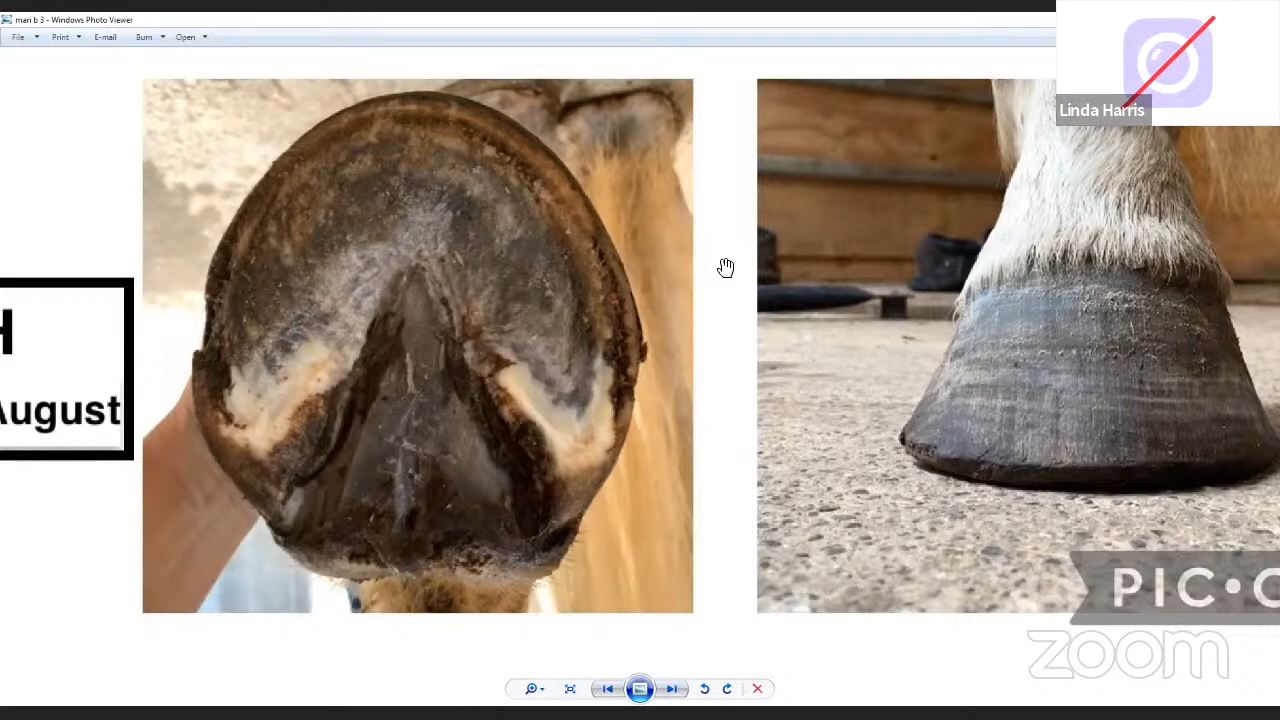 mari b 3 - Windows Photo Viewer
File Print E-mail Burn Open
Linda Harris
H
August
PIC•C
zoom